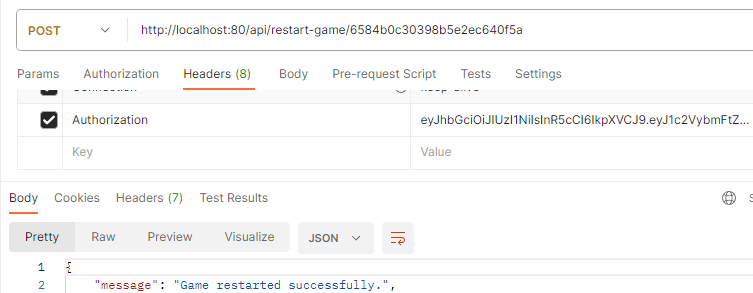 POST http://localhost:80/api/restart-game/6584b0c30398b5e2ec640f5a
Params Authorization Headers (8) Body Pre-request Script Tests Settings
Authorization eyJhbGciOiJIUzI1NiIsInR5cCI6IkpXVCJ9.eyJ1c2VybmFtZ...
Key Value
Body Cookies Headers (7) Test Results
Pretty Raw Preview Visualize JSON
1 {
2 "message": "Game restarted successfully.",